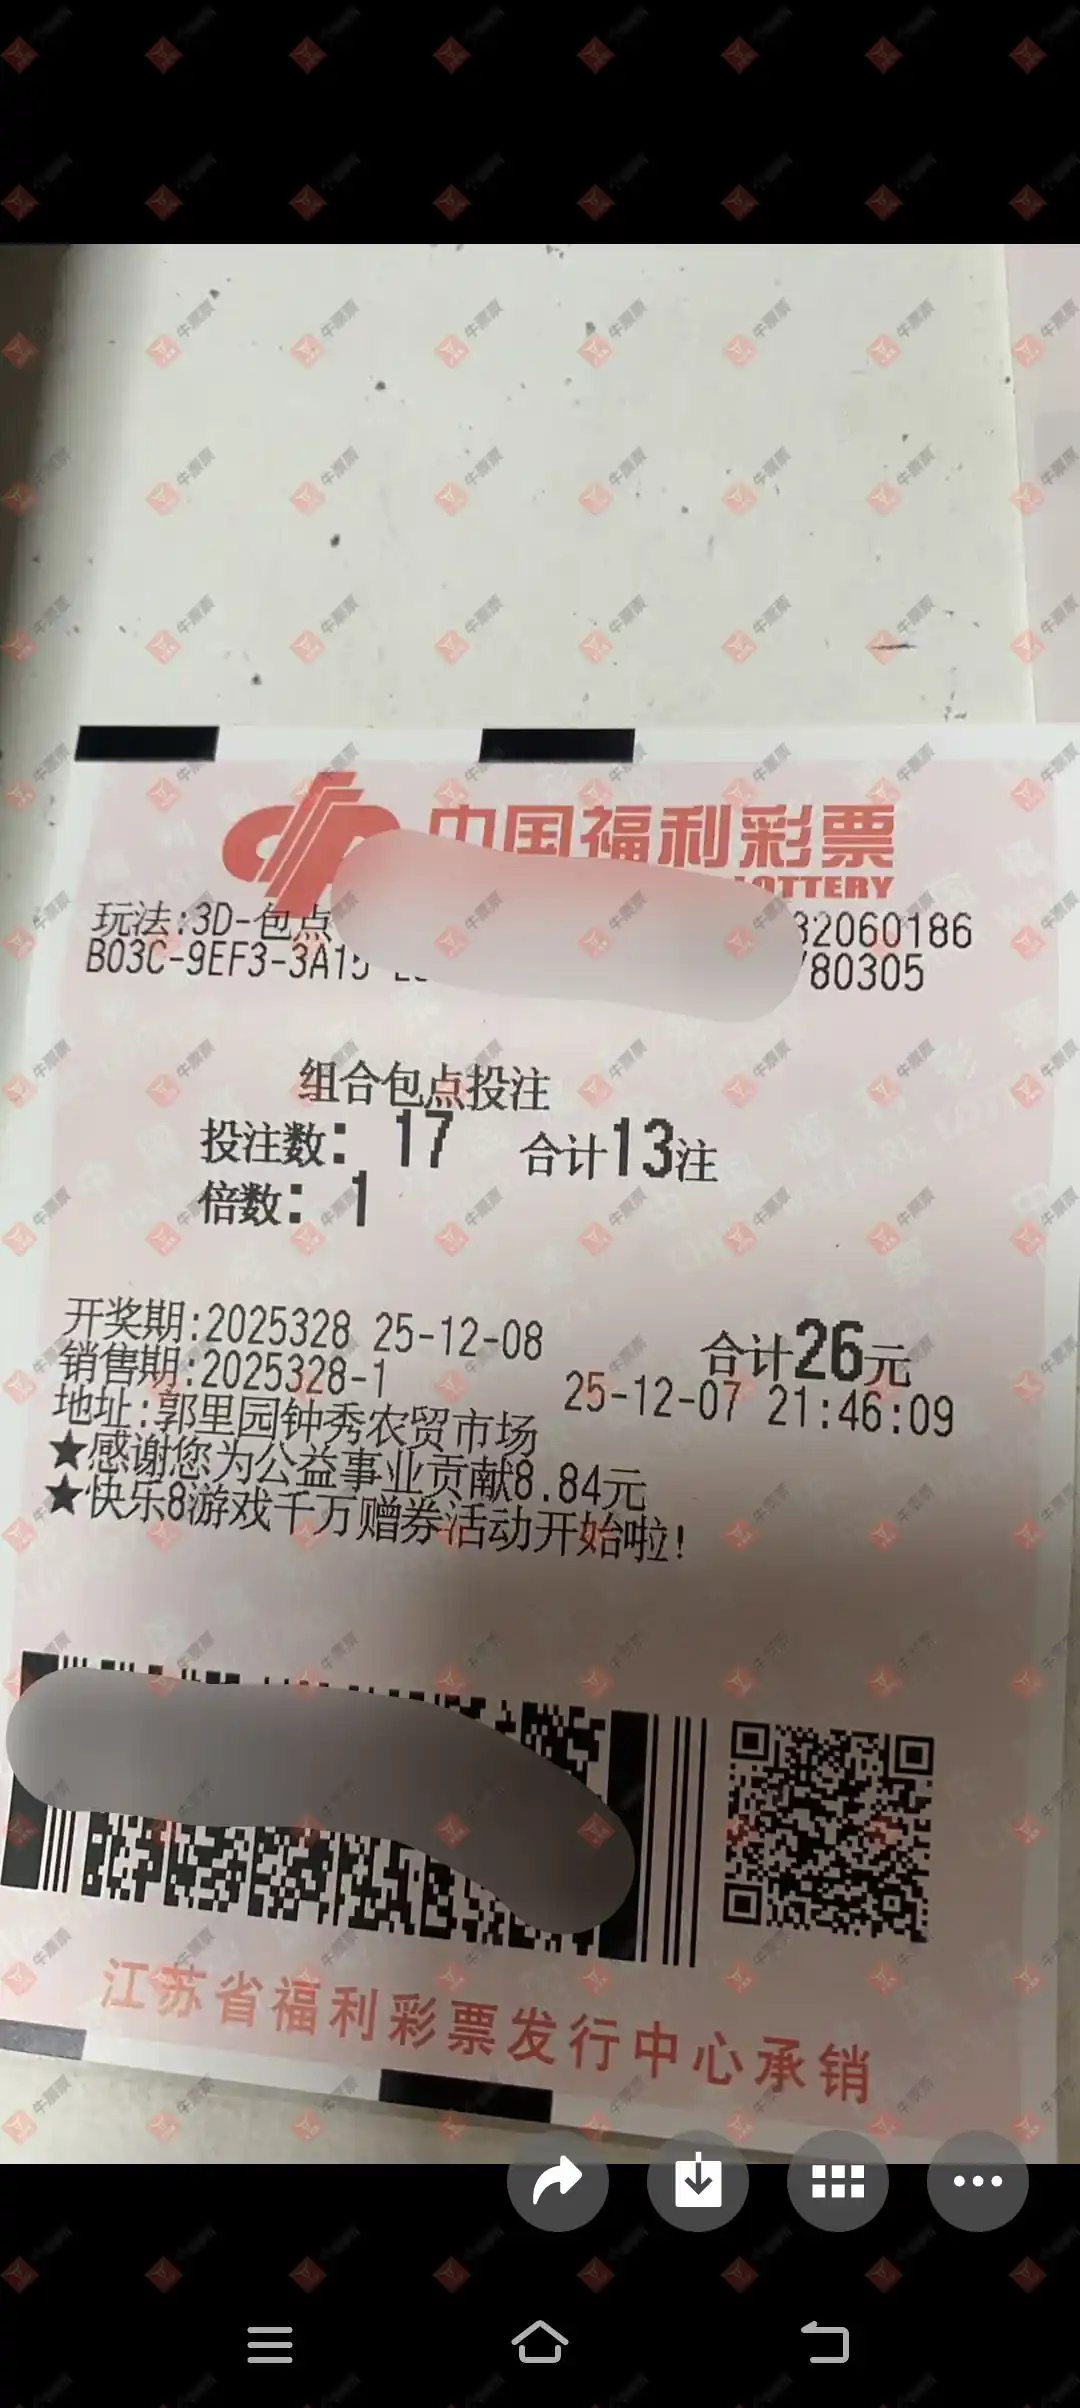 中国福利彩票
LOTTERY
玩法:3D-包点 32060186
B03C-9EF3-3A15 780305
组合包点投注
投注数: 17 合计13注
倍数: 1
开奖期:2025328 25-12-08 合计26元
销售期:2025328-1 25-12-07 21:46:09
地址:郭里园钟秀农贸市场
★感谢您为公益事业贡献8.84元
★快乐8游戏千万赠券活动开始啦!
江苏省福利彩票发行中心承销
牛票票